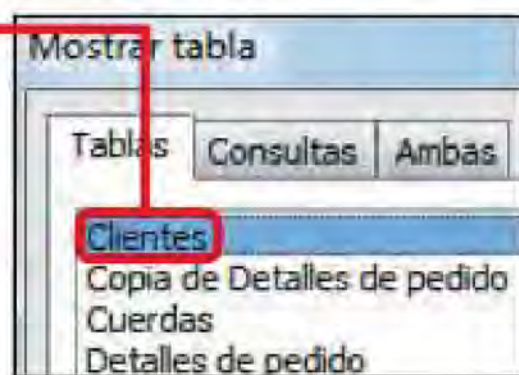 Mostrar tabla
Tablas Consultas Ambas
Clientes
Copia de Detalles de pedido
Cuerdas
Detalles de pedido